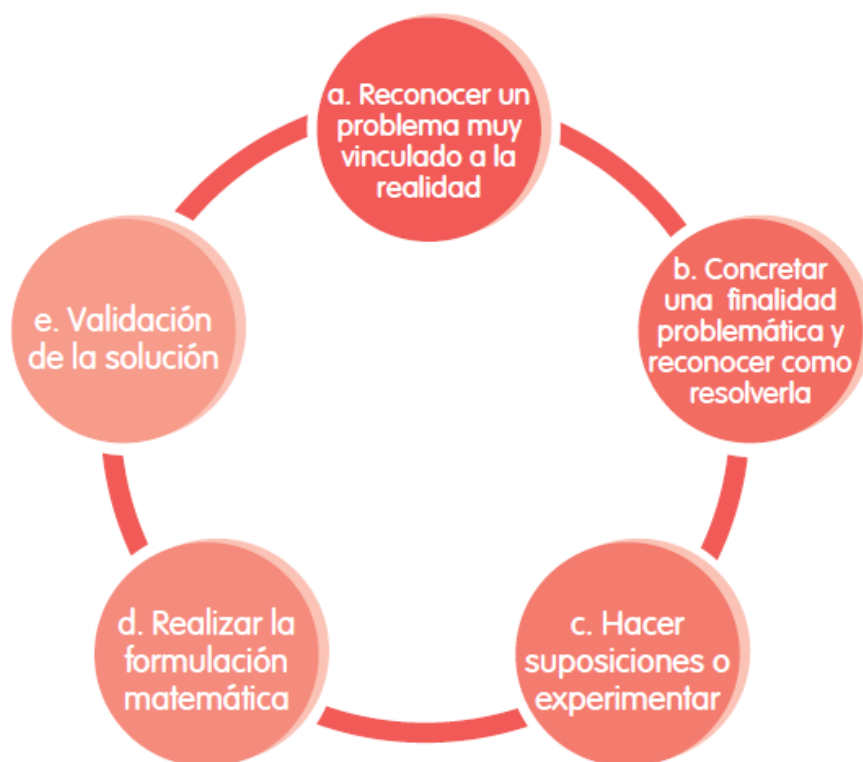 a. Reconocer un
problema muy
vinculado a la
realidad
b. Concretar
una finalidad
problemática y
reconocer como
resolverla
c. Hacer
suposiciones o
experimentar
d. Realizar la
formulación
matemática
e. Validación
de la solución